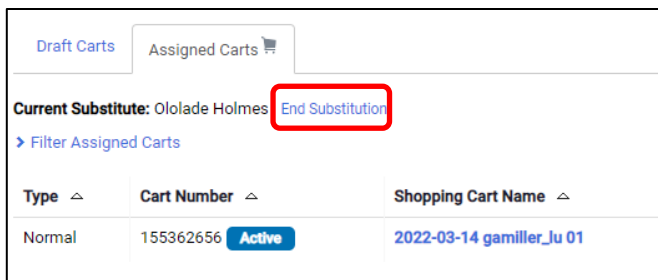 Draft Carts
Assigned Carts
Current Substitute: Ololade Holmes End Substitution
Filter Assigned Carts
Type Cart Number Shopping Cart Name
Normal 155362656 Active 2022-03-14 gamiller_lu 01